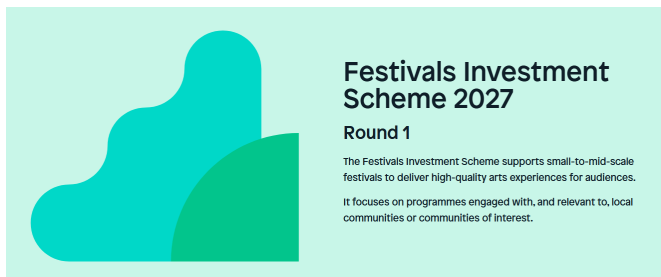 Festivals Investment
Scheme 2027
Round 1
The Festivals Investment Scheme supports small-to-mid-scale
festivals to deliver high-quality arts experiences for audiences.
It focuses on programmes engaged with, and relevant to, local
communities or communities of interest.